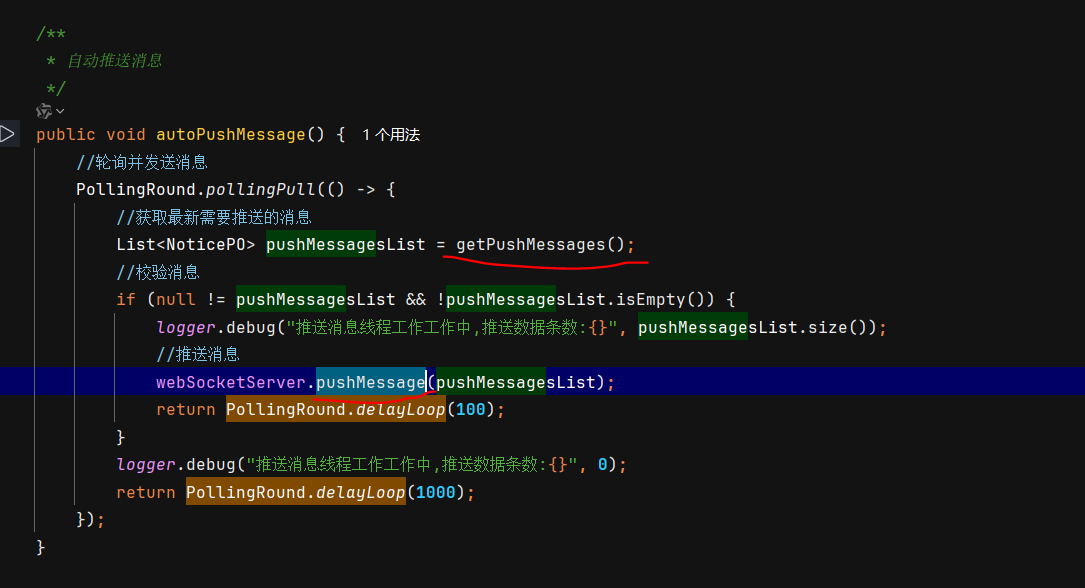 /**
* 自动推送消息
*/
public void autoPushMessage() { 1 个用法
//轮询并发送消息
PollingRound.pollingPull(() -> {
//获取最新需要推送的消息
List<NoticePO> pushMessagesList = getPushMessages();
//校验消息
if (null != pushMessagesList && !pushMessagesList.isEmpty()) {
logger.debug("推送消息线程工作工作中,推送数据条数:{}", pushMessagesList.size());
//推送消息
webSocketServer.pushMessage(pushMessagesList);
return PollingRound.delayLoop(100);
}
logger.debug("推送消息线程工作工作中,推送数据条数:{}", 0);
return PollingRound.delayLoop(1000);
});
}